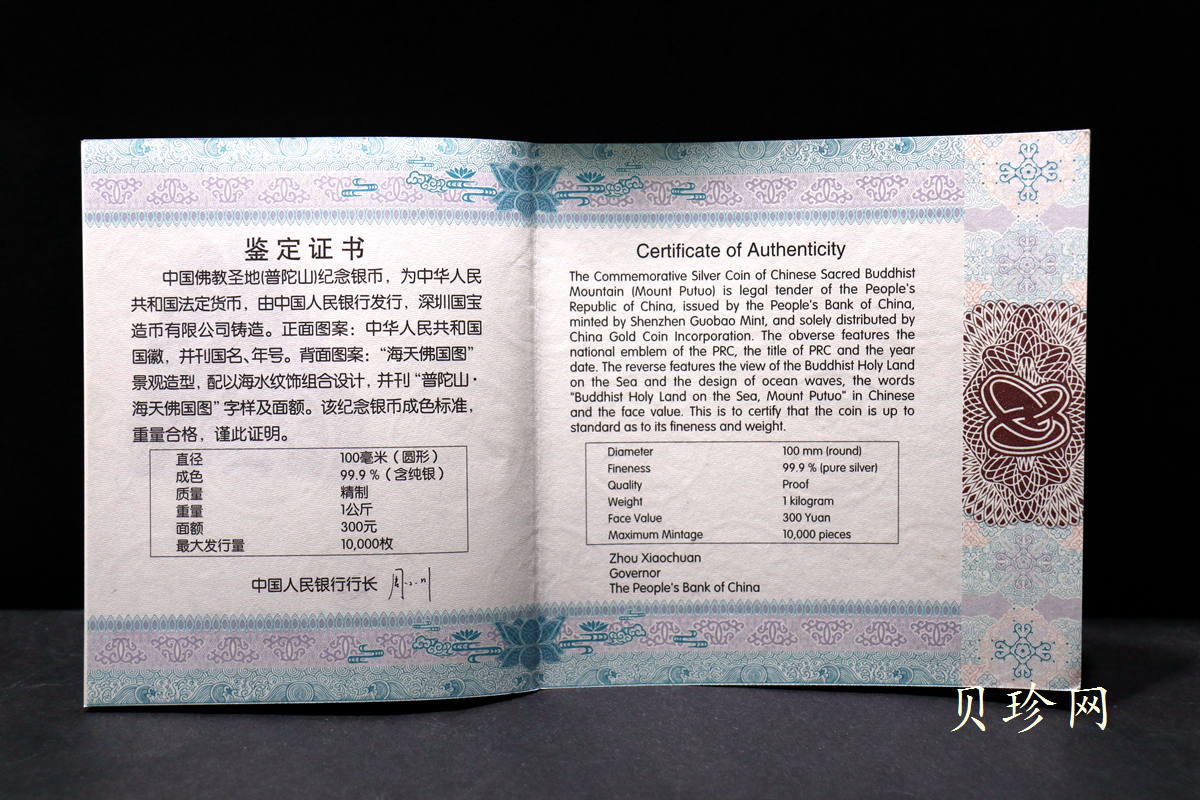 鉴定证书
中国佛教圣地(普陀山)纪念银币，为中华人民
共和国法定货币，由中国人民银行发行，深圳国宝
造币有限公司铸造。正面图案：中华人民共和国
国徽，并刊国名、年号。背面图案：“海天佛国图”
景观造型，配以海水纹饰组合设计，并刊“普陀山·
海天佛国图”字样及面额。该纪念银币成色标准，
重量合格，谨此证明。
直径 100毫米（圆形）
成色 99.9％（含纯银）
质量 精制
重量 1公斤
面额 300元
最大发行量 10,000枚
中国人民银行行长
Certificate of Authenticity
The Commemorative Silver Coin of Chinese Sacred Buddhist
Mountain (Mount Putuo) is legal tender of the People's
Republic of China, issued by the People's Bank of China,
minted by Shenzhen Guobao Mint, and solely distributed by
China Gold Coin Incorporation. The obverse features the
national emblem of the PRC, the title of PRC and the year
date. The reverse features the view of the Buddhist Holy Land
on the Sea and the design of ocean waves, the words
"Buddhist Holy Land on the Sea, Mount Putuo" in Chinese
and the face value. This is to certify that the coin is up to
standard as to its fineness and weight.
Diameter 100 mm (round)
Fineness 99.9 % (pure silver)
Quality Proof
Weight 1 kilogram
Face Value 300 Yuan
Maximum Mintage 10,000 pieces
Zhou Xiaochuan
Governor
The People's Bank of China
贝珍网